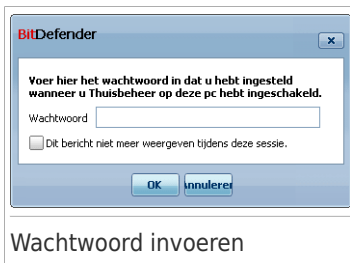 BitDefender
Voer hier het wachtwoord in dat u hebt ingesteld
wanneer u Thuisbeheer op deze pc hebt ingeschakeld.
Wachtwoord
Dit bericht niet meer weergeven tijdens deze sessie.
OK Annuleren
Wachtwoord invoeren